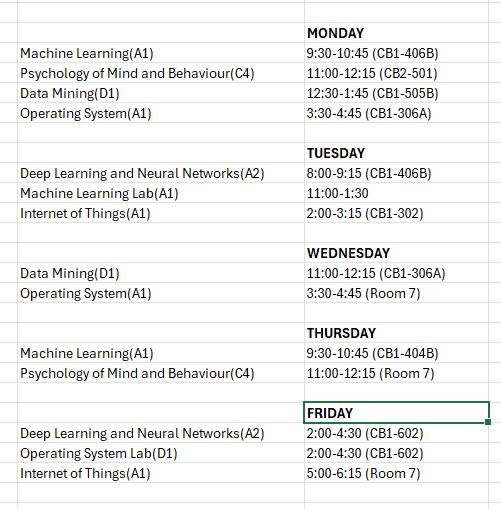 MONDAY
Machine Learning(A1) 9:30-10:45 (CB1-406B)
Psychology of Mind and Behaviour(C4) 11:00-12:15 (CB2-501)
Data Mining(D1) 12:30-1:45 (CB1-505B)
Operating System(A1) 3:30-4:45 (CB1-306A)
TUESDAY
Deep Learning and Neural Networks(A2) 8:00-9:15 (CB1-406B)
Machine Learning Lab(A1) 11:00-1:30
Internet of Things(A1) 2:00-3:15 (CB1-302)
WEDNESDAY
Data Mining(D1) 11:00-12:15 (CB1-306A)
Operating System(A1) 3:30-4:45 (Room 7)
THURSDAY
Machine Learning(A1) 9:30-10:45 (CB1-404B)
Psychology of Mind and Behaviour(C4) 11:00-12:15 (Room 7)
FRIDAY
Deep Learning and Neural Networks(A2) 2:00-4:30 (CB1-602)
Operating System Lab(D1) 2:00-4:30 (CB1-602)
Internet of Things(A1) 5:00-6:15 (Room 7)